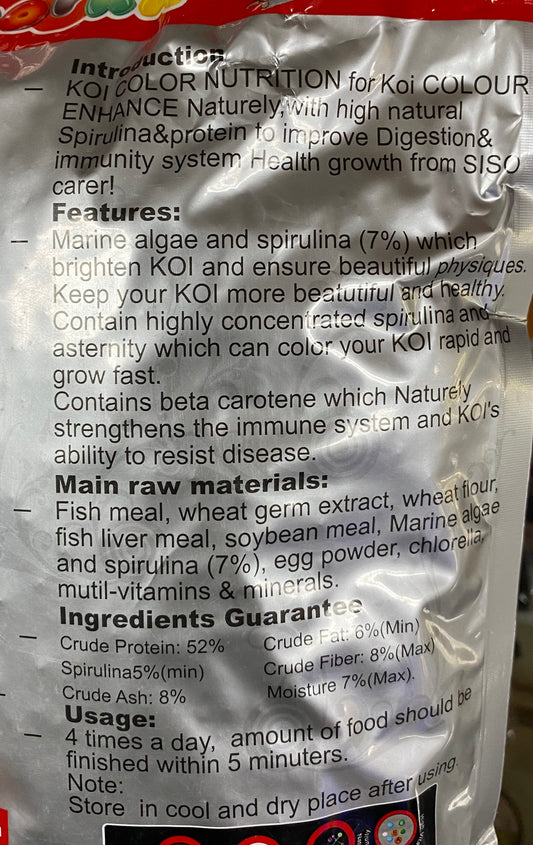 Introduction
— KOI COLOR NUTRITION for Koi COLOUR
ENHANCE Naturely,with high natural
Spirulina&protein to improve Digestion&
immunity system Health growth from SISO
carer!
Features:
— Marine algae and spirulina (7%) which
brighten KOI and ensure beautiful physiques.
Keep your KOI more beatutiful and healthy.
Contain highly concentrated spirulina and
asternity which can color your KOI rapid and
grow fast.
Contains beta carotene which Naturely
strengthens the immune system and KOI's
ability to resist disease.
Main raw materials:
— Fish meal, wheat germ extract, wheat flour,
fish liver meal, soybean meal, Marine algae
and spirulina (7%), egg powder, chlorella,
mutil-vitamins & minerals.
Ingredients Guarantee
— Crude Protein: 52% Crude Fat: 6%(Min)
Spirulina5%(min) Crude Fiber: 8%(Max)
Crude Ash: 8% Moisture 7%(Max).
Usage:
— 4 times a day, amount of food should be
finished within 5 minuters.
Note:
Store in cool and dry place after using.